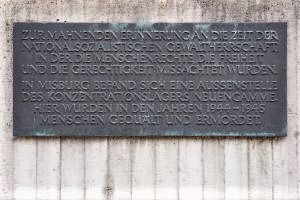 ZUR MAHNENDEN ERINNERUNG AN DIE ZEIT DER
NATIONALSOZIALISTISCHEN GEWALTHERRSCHAFT
IN DER DIE MENSCHENRECHTE DIE FREIHEIT
UND DIE GERECHTIGKEIT MISSACHTET WURDEN.
IN MISBURG BEFAND SICH EINE AUSSENSTELLE
DES KONZENTRATIONSLAGERS NEUENGAMME
HIER WURDEN IN DEN JAHREN 1944-1945
MENSCHEN GEQUÄLT UND ERMORDET